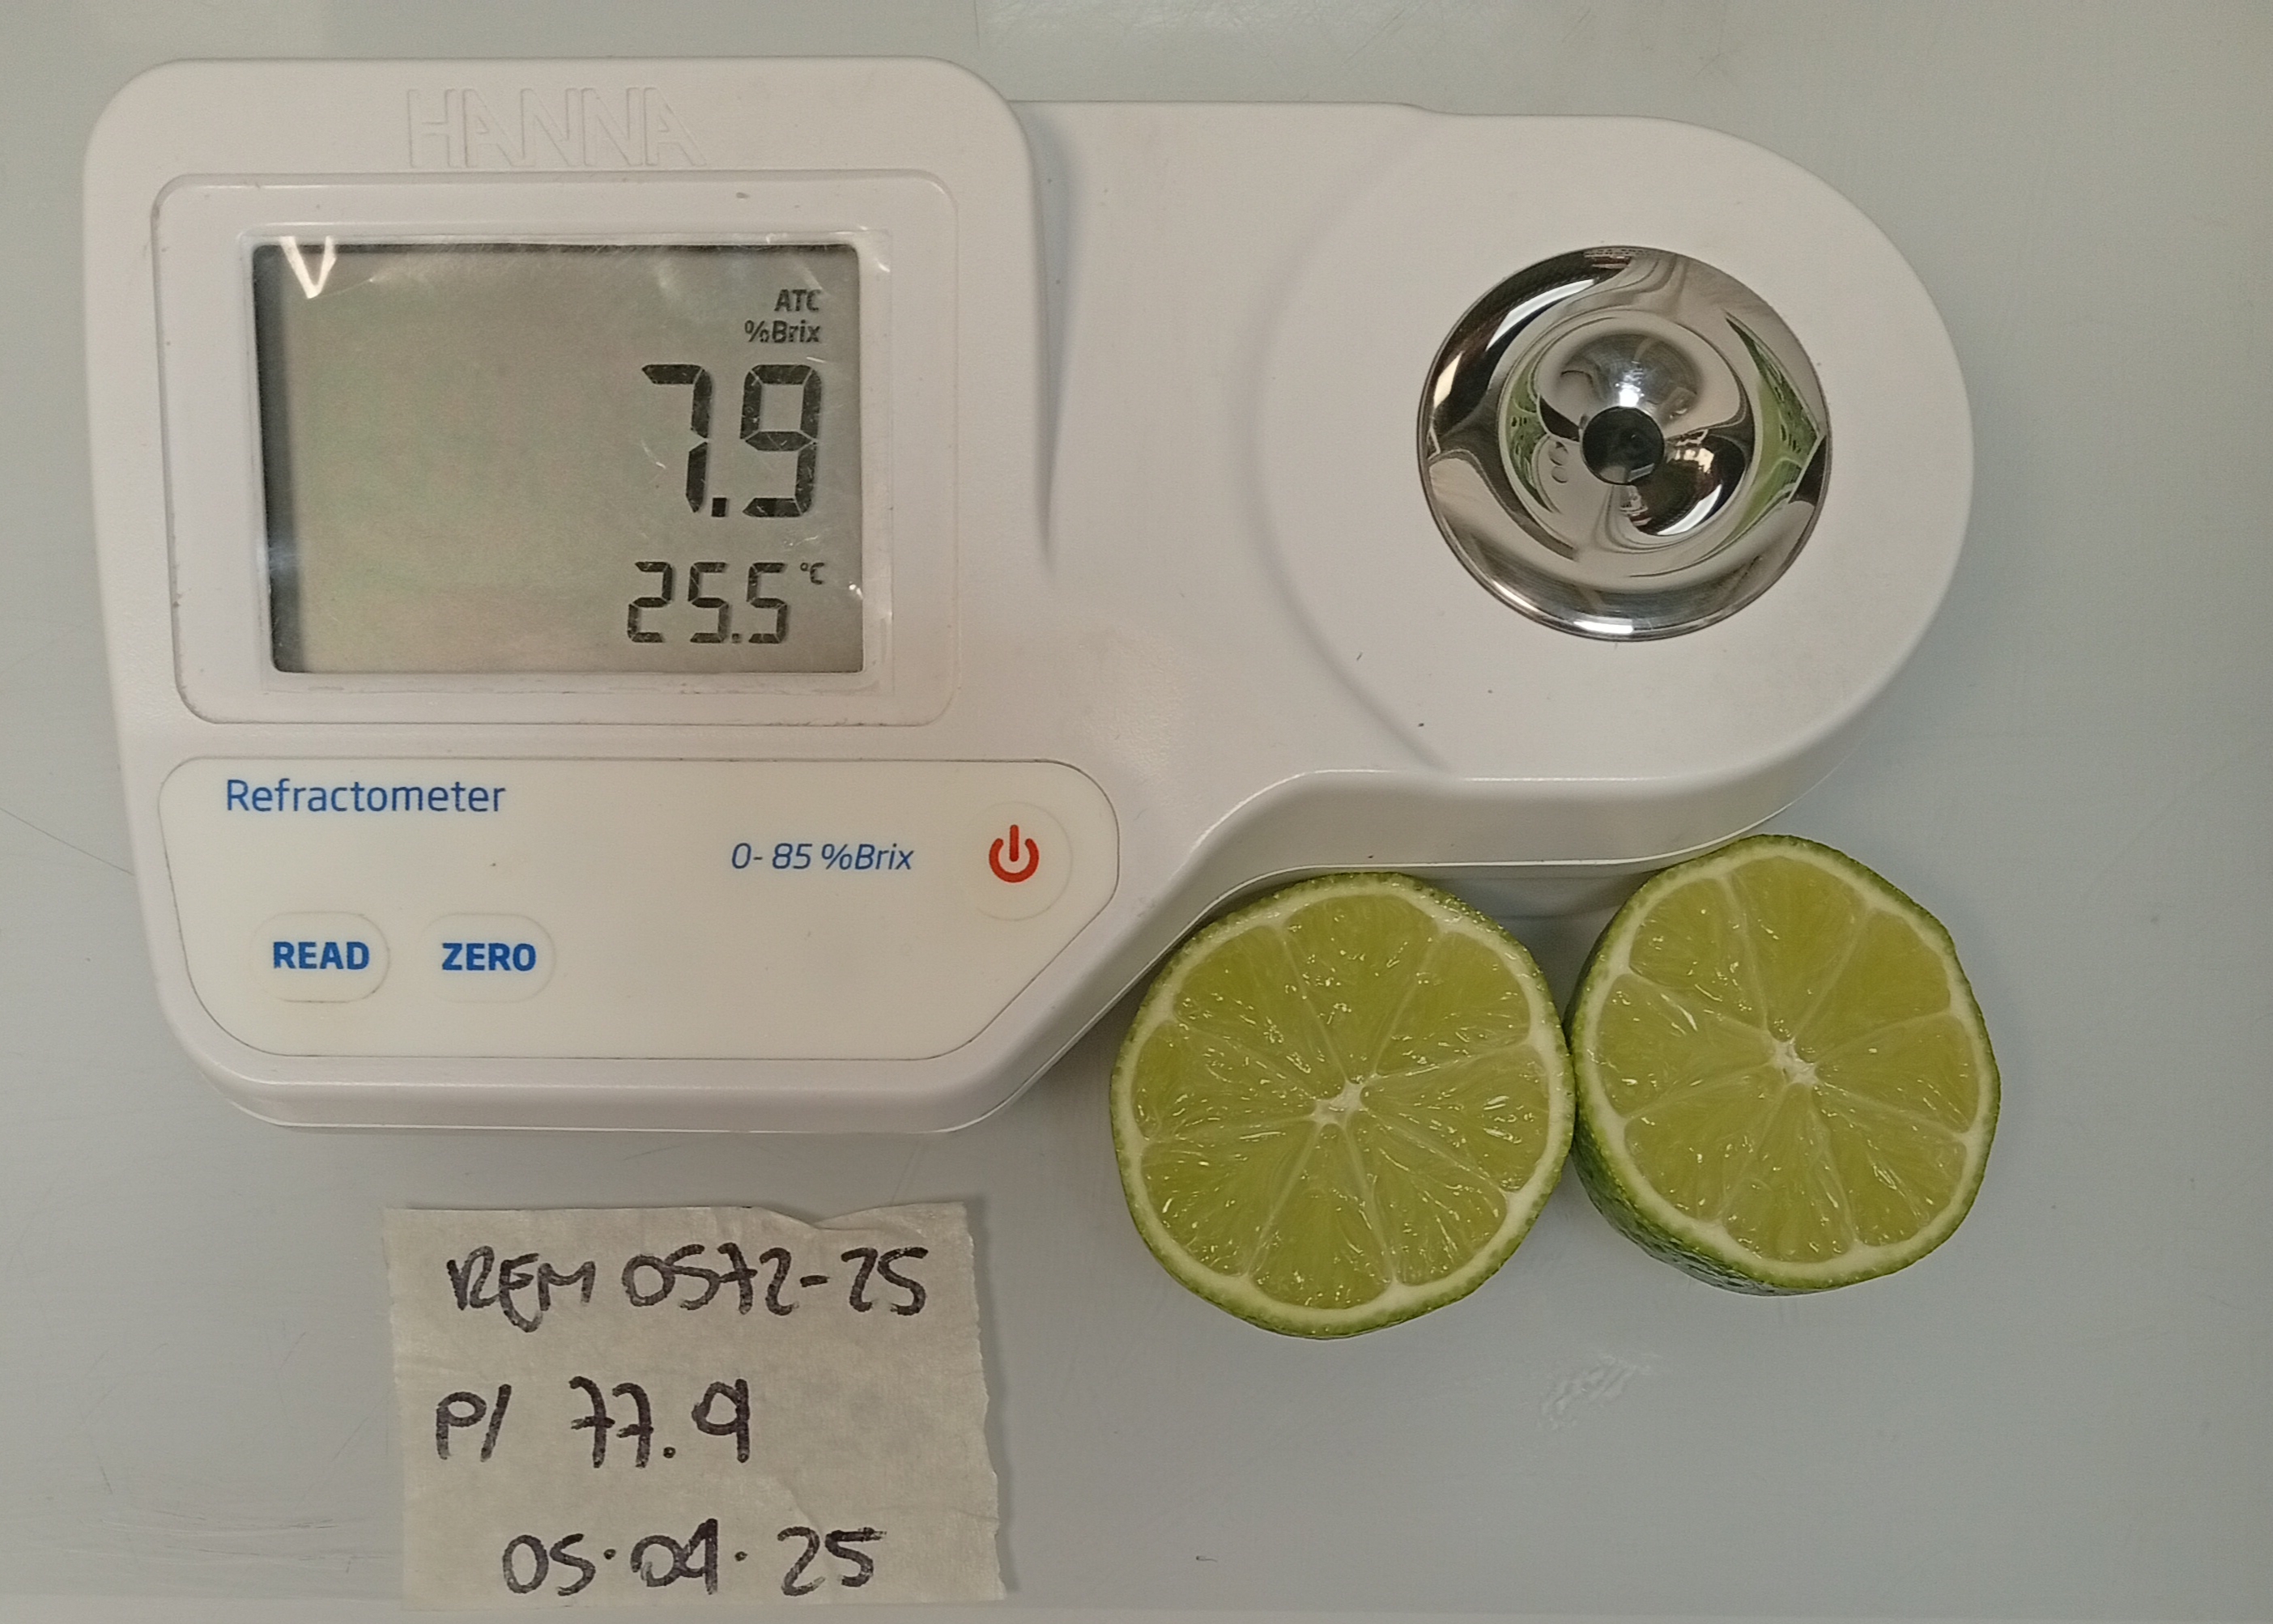 HANNA
ATC
%Brix
7.9
25.5 °C
Refractometer
0-85 %Brix
READ ZERO
REM 0572-25
P/ 77.9
05.09.25